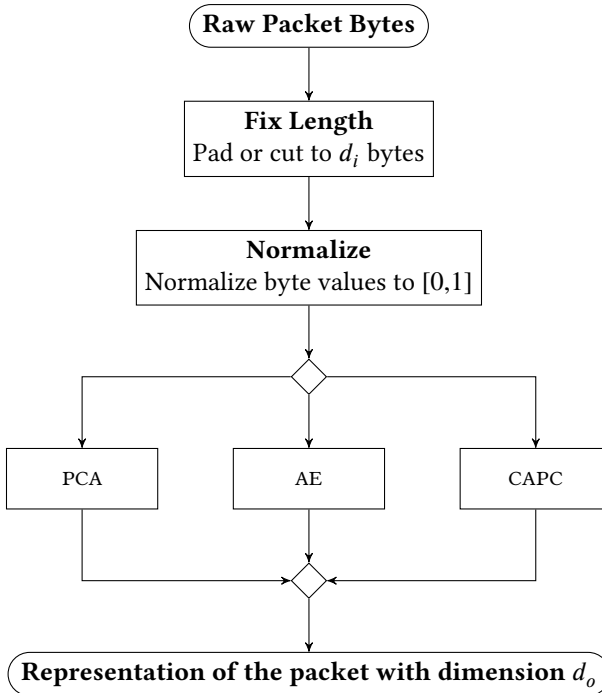 Raw Packet Bytes
Fix Length
Pad or cut to d_i bytes
Normalize
Normalize byte values to [0,1]
PCA
AE
CAPC
Representation of the packet with dimension d_o